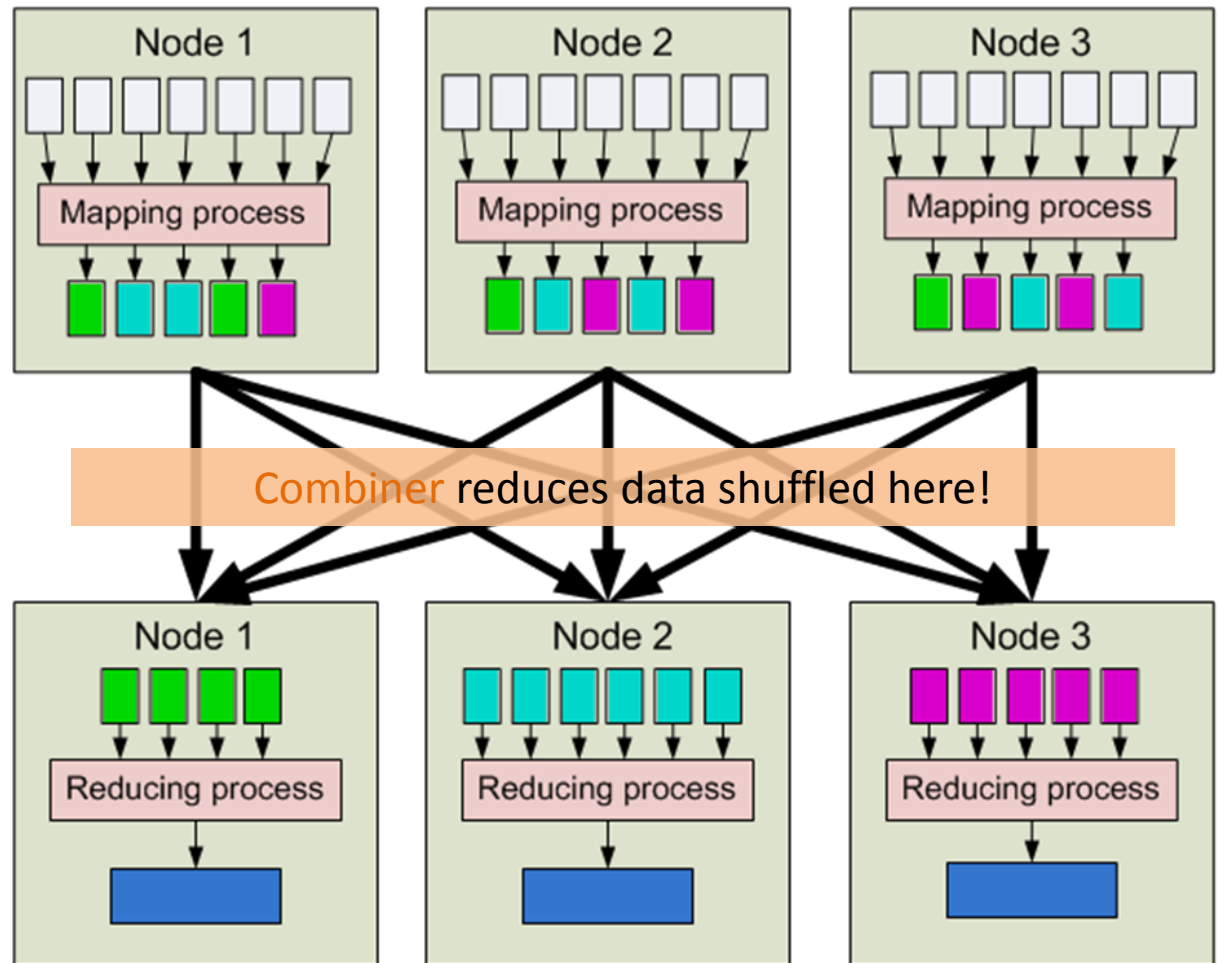 Node 1
Node 2
Node 3
Mapping process
Mapping process
Mapping process
Combiner reduces data shuffled here!
Node 1
Node 2
Node 3
Reducing process
Reducing process
Reducing process